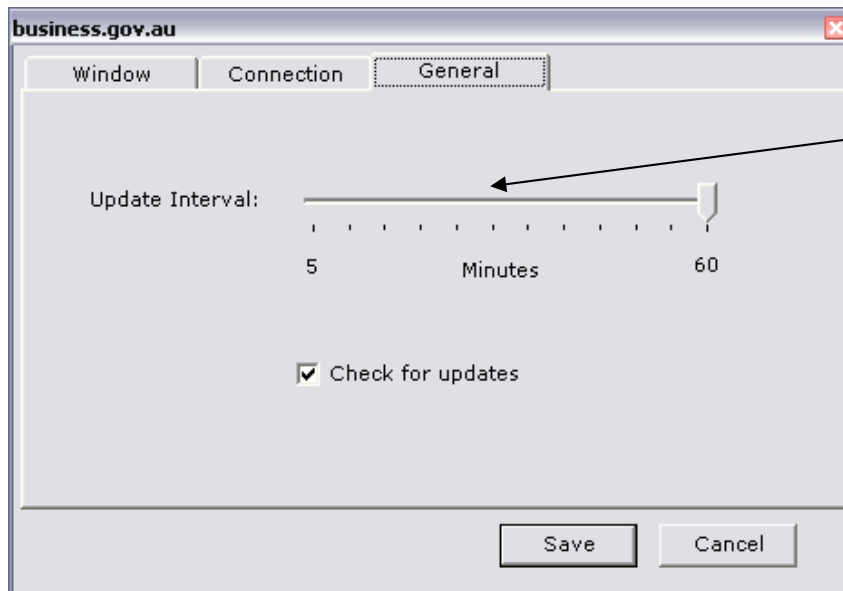 business.gov.au
Window Connection General
Update Interval:
5 Minutes 60
Check for updates
Save Cancel